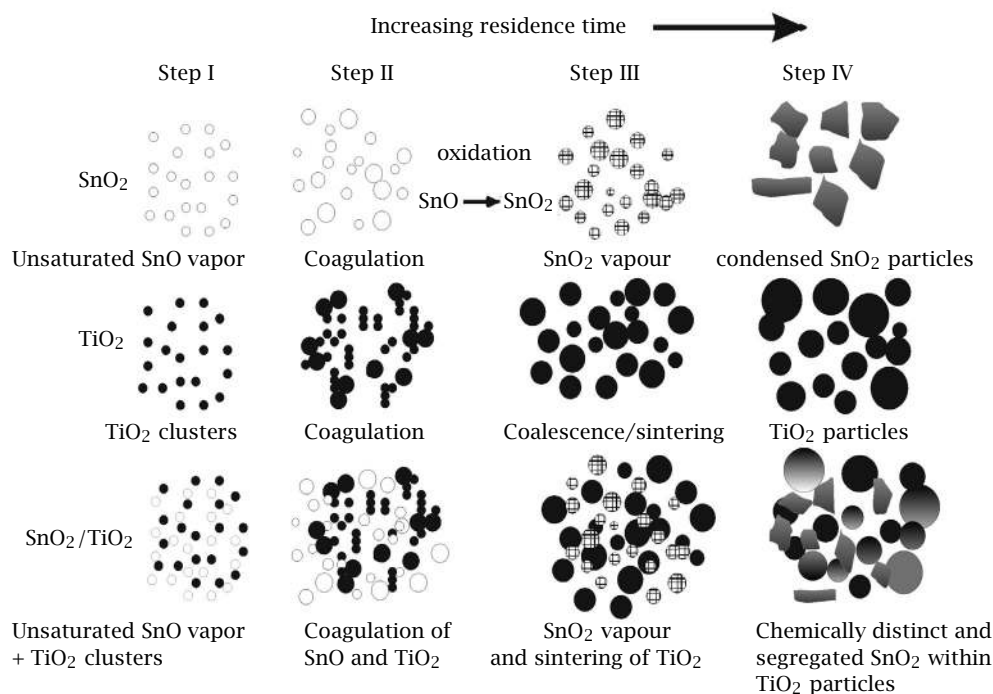 Increasing residence time
Step I
Step II
Step III
Step IV
SnO₂
oxidation
SnO SnO₂
Unsaturated SnO vapor
Coagulation
SnO₂ vapour
condensed SnO₂ particles
TiO₂
TiO₂ clusters
Coagulation
Coalescence/sintering
TiO₂ particles
SnO₂/TiO₂
Unsaturated SnO vapor
+ TiO₂ clusters
Coagulation of
SnO and TiO₂
SnO₂ vapour
and sintering of TiO₂
Chemically distinct and
segregated SnO₂ within
TiO₂ particles